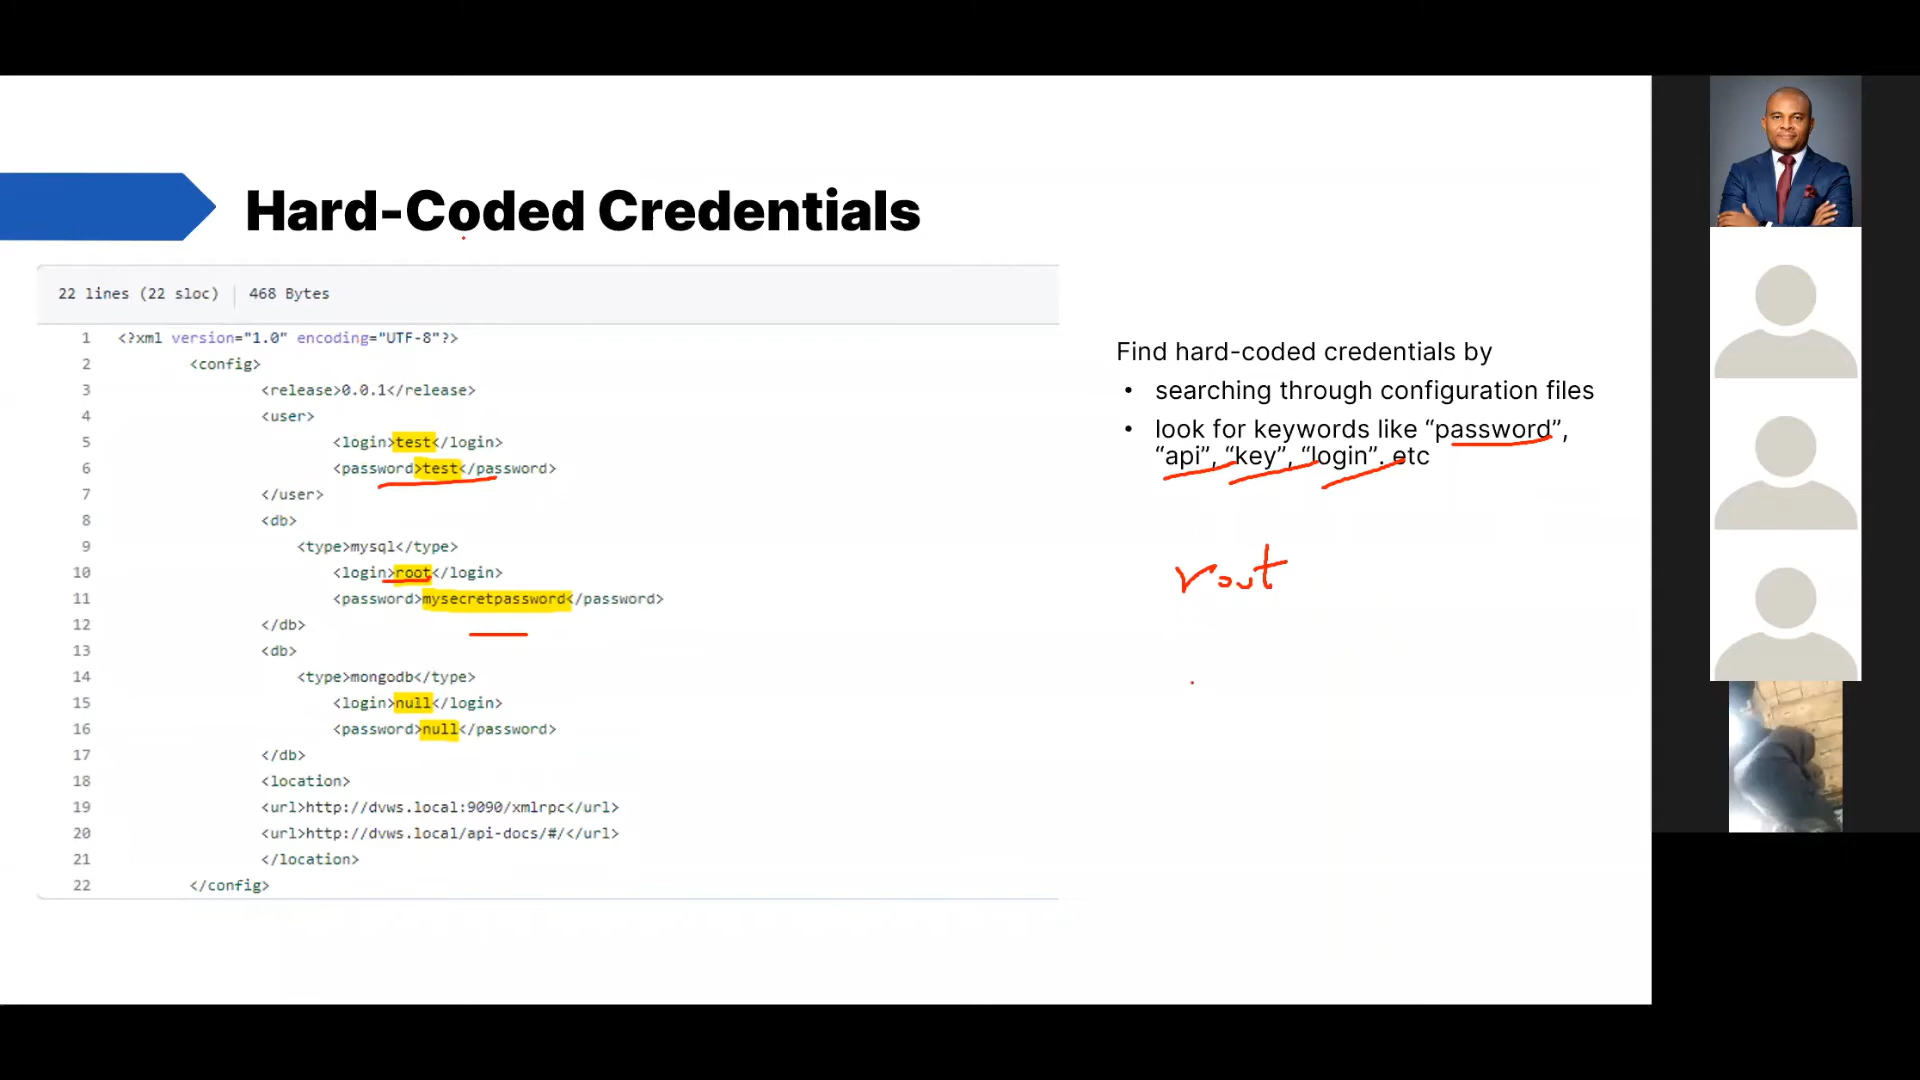 Hard-Coded Credentials
22 lines (22 sloc) | 468 Bytes
1 <?xml version="1.0" encoding="UTF-8"?>
2 <config>
3 <release>0.0.1</release>
4 <user>
5 <login>test</login>
6 <password>test</password>
7 </user>
8 <db>
9 <type>mysql</type>
10 <login>root</login>
11 <password>mysecretpassword</password>
12 </db>
13 <db>
14 <type>mongodb</type>
15 <login>null</login>
16 <password>null</password>
17 </db>
18 <location>
19 <url>http://dvws.local:9090/xmlrpc</url>
20 <url>http://dvws.local/api-docs/#/</url>
21 </location>
22 </config>
Find hard-coded credentials by
• searching through configuration files
• look for keywords like “password”,
“api”, “key”, “login”. etc
root